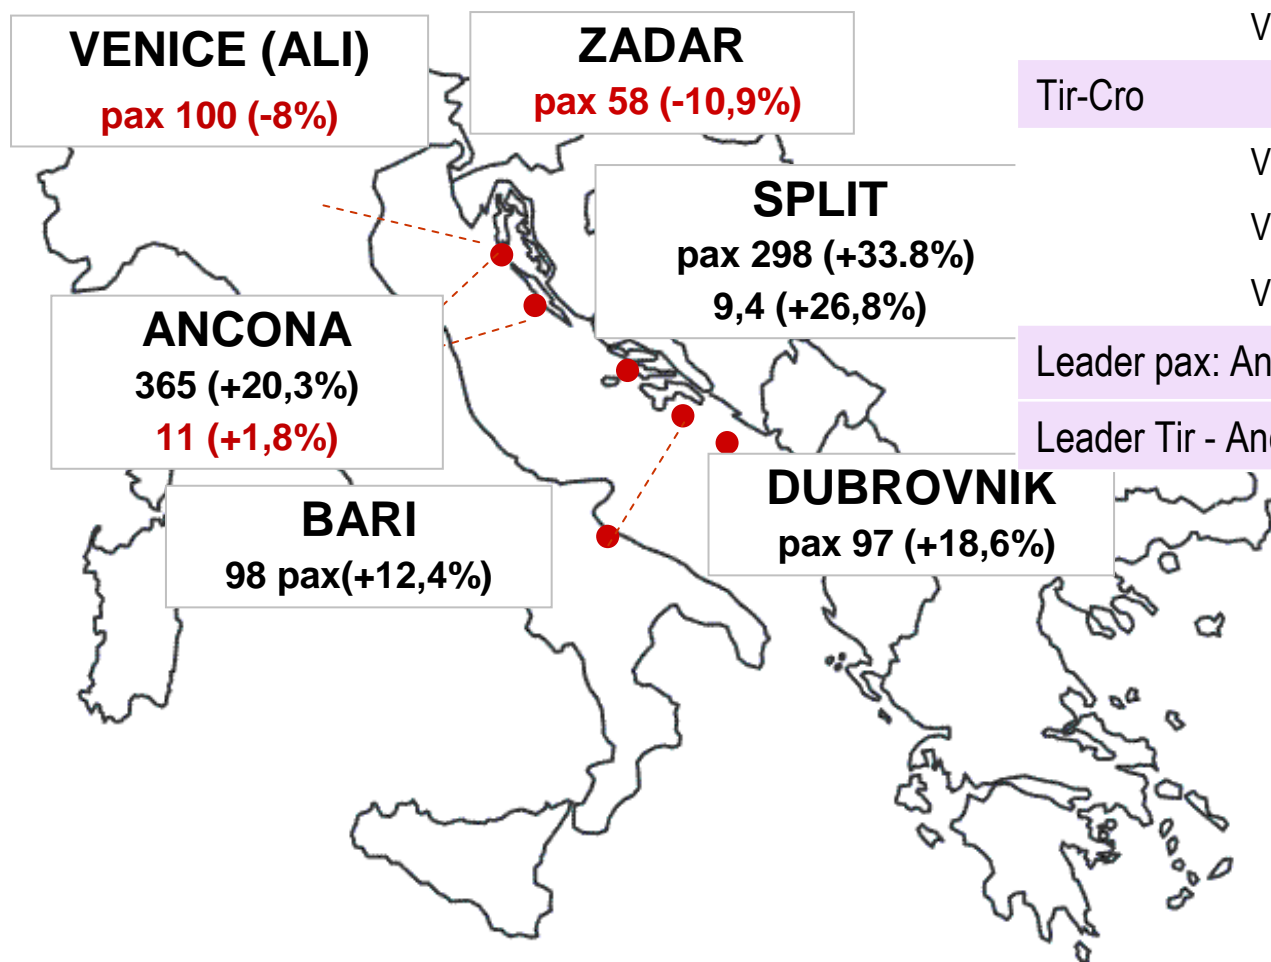 VENICE (ALI)
pax 100 (-8%)
ZADAR
pax 58 (-10,9%)
SPLIT
pax 298 (+33.8%)
9,4 (+26,8%)
ANCONA
365 (+20,3%)
11 (+1,8%)
BARI
98 pax(+12,4%)
DUBROVNIK
pax 97 (+18,6%)
V
Tir-Cro
V
V
V
Leader pax: An
Leader Tir - An